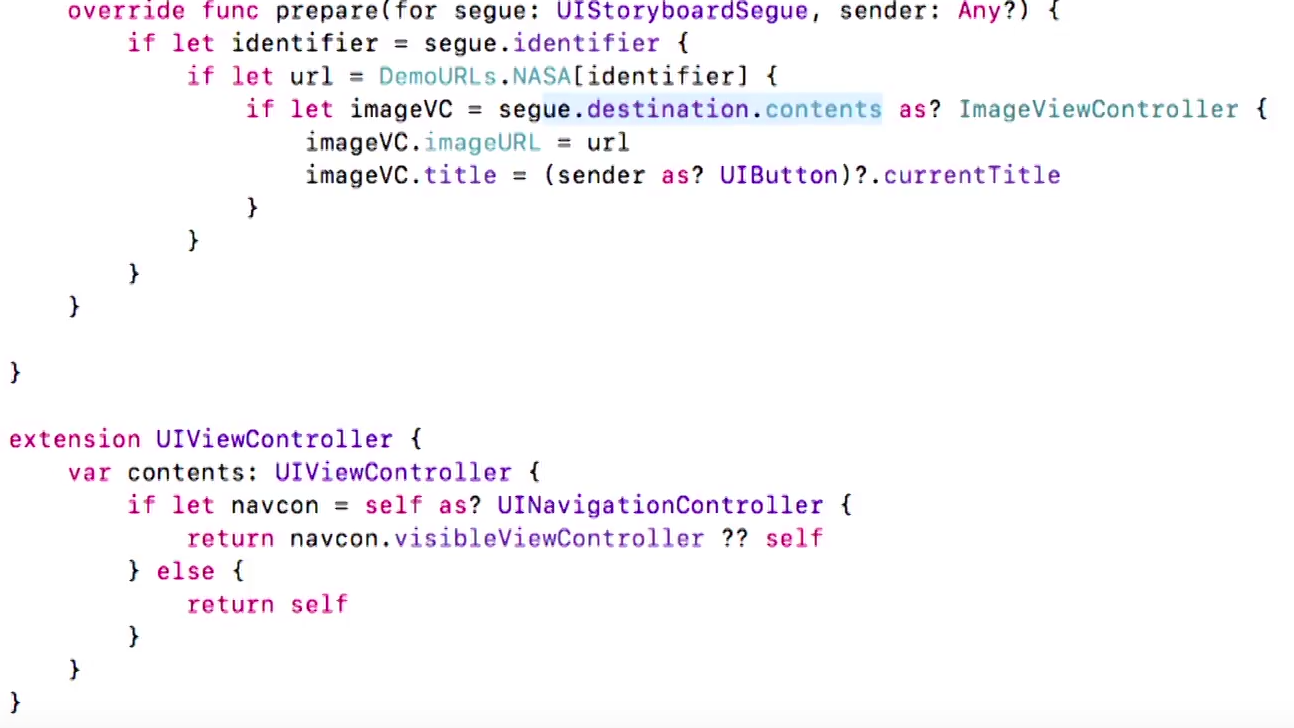 override func prepare(for segue: UIStoryboardSegue, sender: Any?) {
if let identifier = segue.identifier {
if let url = DemoURLs.NASA[identifier] {
if let imageVC = segue.destination.contents as? ImageViewController {
imageVC.imageURL = url
imageVC.title = (sender as? UIButton)?.currentTitle
}
}
}
}
}
extension UIViewController {
var contents: UIViewController {
if let navcon = self as? UINavigationController {
return navcon.visibleViewController ?? self
} else {
return self
}
}
}